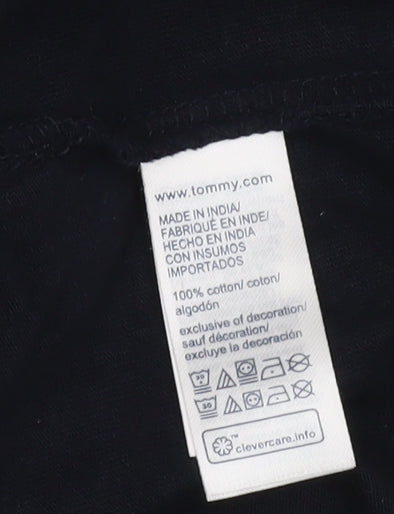 www.tommy.com
MADE IN INDIA/
FABRIQUÉ EN INDE/
HECHO EN INDIA
CON INSUMOS
IMPORTADOS
100% cotton/ coton/
algodón
exclusive of decoration/
sauf décoration/
excluye la decoración
30
30
clevercare.info